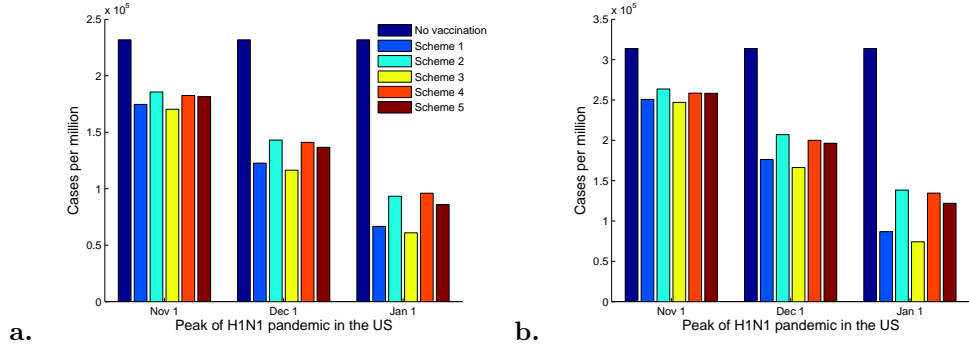 x 10^5
2.5
2
1.5
1
0.5
0
Cases per million
No vaccination
Scheme 1
Scheme 2
Scheme 3
Scheme 4
Scheme 5
Nov 1 Dec 1 Jan 1
Peak of H1N1 pandemic in the US
a.
x 10^5
3.5
3
2.5
2
1.5
1
0.5
0
Cases per million
Nov 1 Dec 1 Jan 1
Peak of H1N1 pandemic in the US
b.